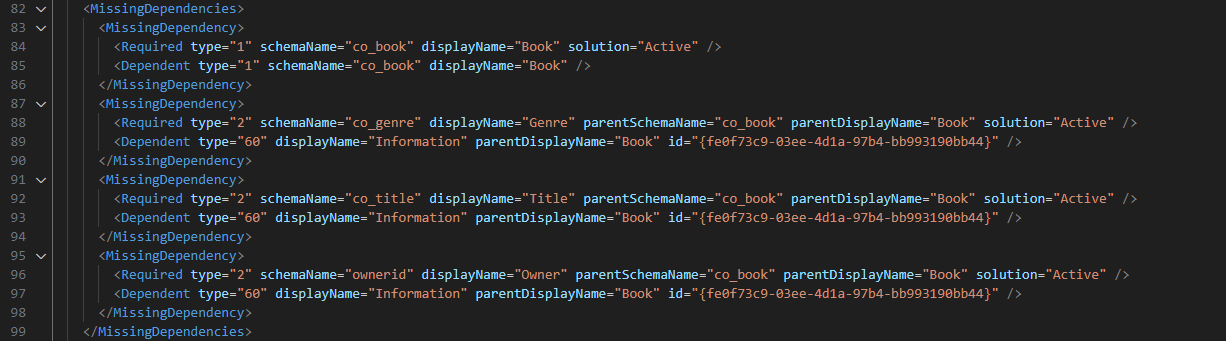 82 <MissingDependencies>
83 <MissingDependency>
84 <Required type="1" schemaName="co_book" displayName="Book" solution="Active" />
85 <Dependent type="1" schemaName="co_book" displayName="Book" />
86 </MissingDependency>
87 <MissingDependency>
88 <Required type="2" schemaName="co_genre" displayName="Genre" parentSchemaName="co_book" parentDisplayName="Book" solution="Active" />
89 <Dependent type="60" displayName="Information" parentDisplayName="Book" id="{fe0f73c9-03ee-4d1a-97b4-bb993190bb44}" />
90 </MissingDependency>
91 <MissingDependency>
92 <Required type="2" schemaName="co_title" displayName="Title" parentSchemaName="co_book" parentDisplayName="Book" solution="Active" />
93 <Dependent type="60" displayName="Information" parentDisplayName="Book" id="{fe0f73c9-03ee-4d1a-97b4-bb993190bb44}" />
94 </MissingDependency>
95 <MissingDependency>
96 <Required type="2" schemaName="ownerid" displayName="Owner" parentSchemaName="co_book" parentDisplayName="Book" solution="Active" />
97 <Dependent type="60" displayName="Information" parentDisplayName="Book" id="{fe0f73c9-03ee-4d1a-97b4-bb993190bb44}" />
98 </MissingDependency>
99 </MissingDependencies>